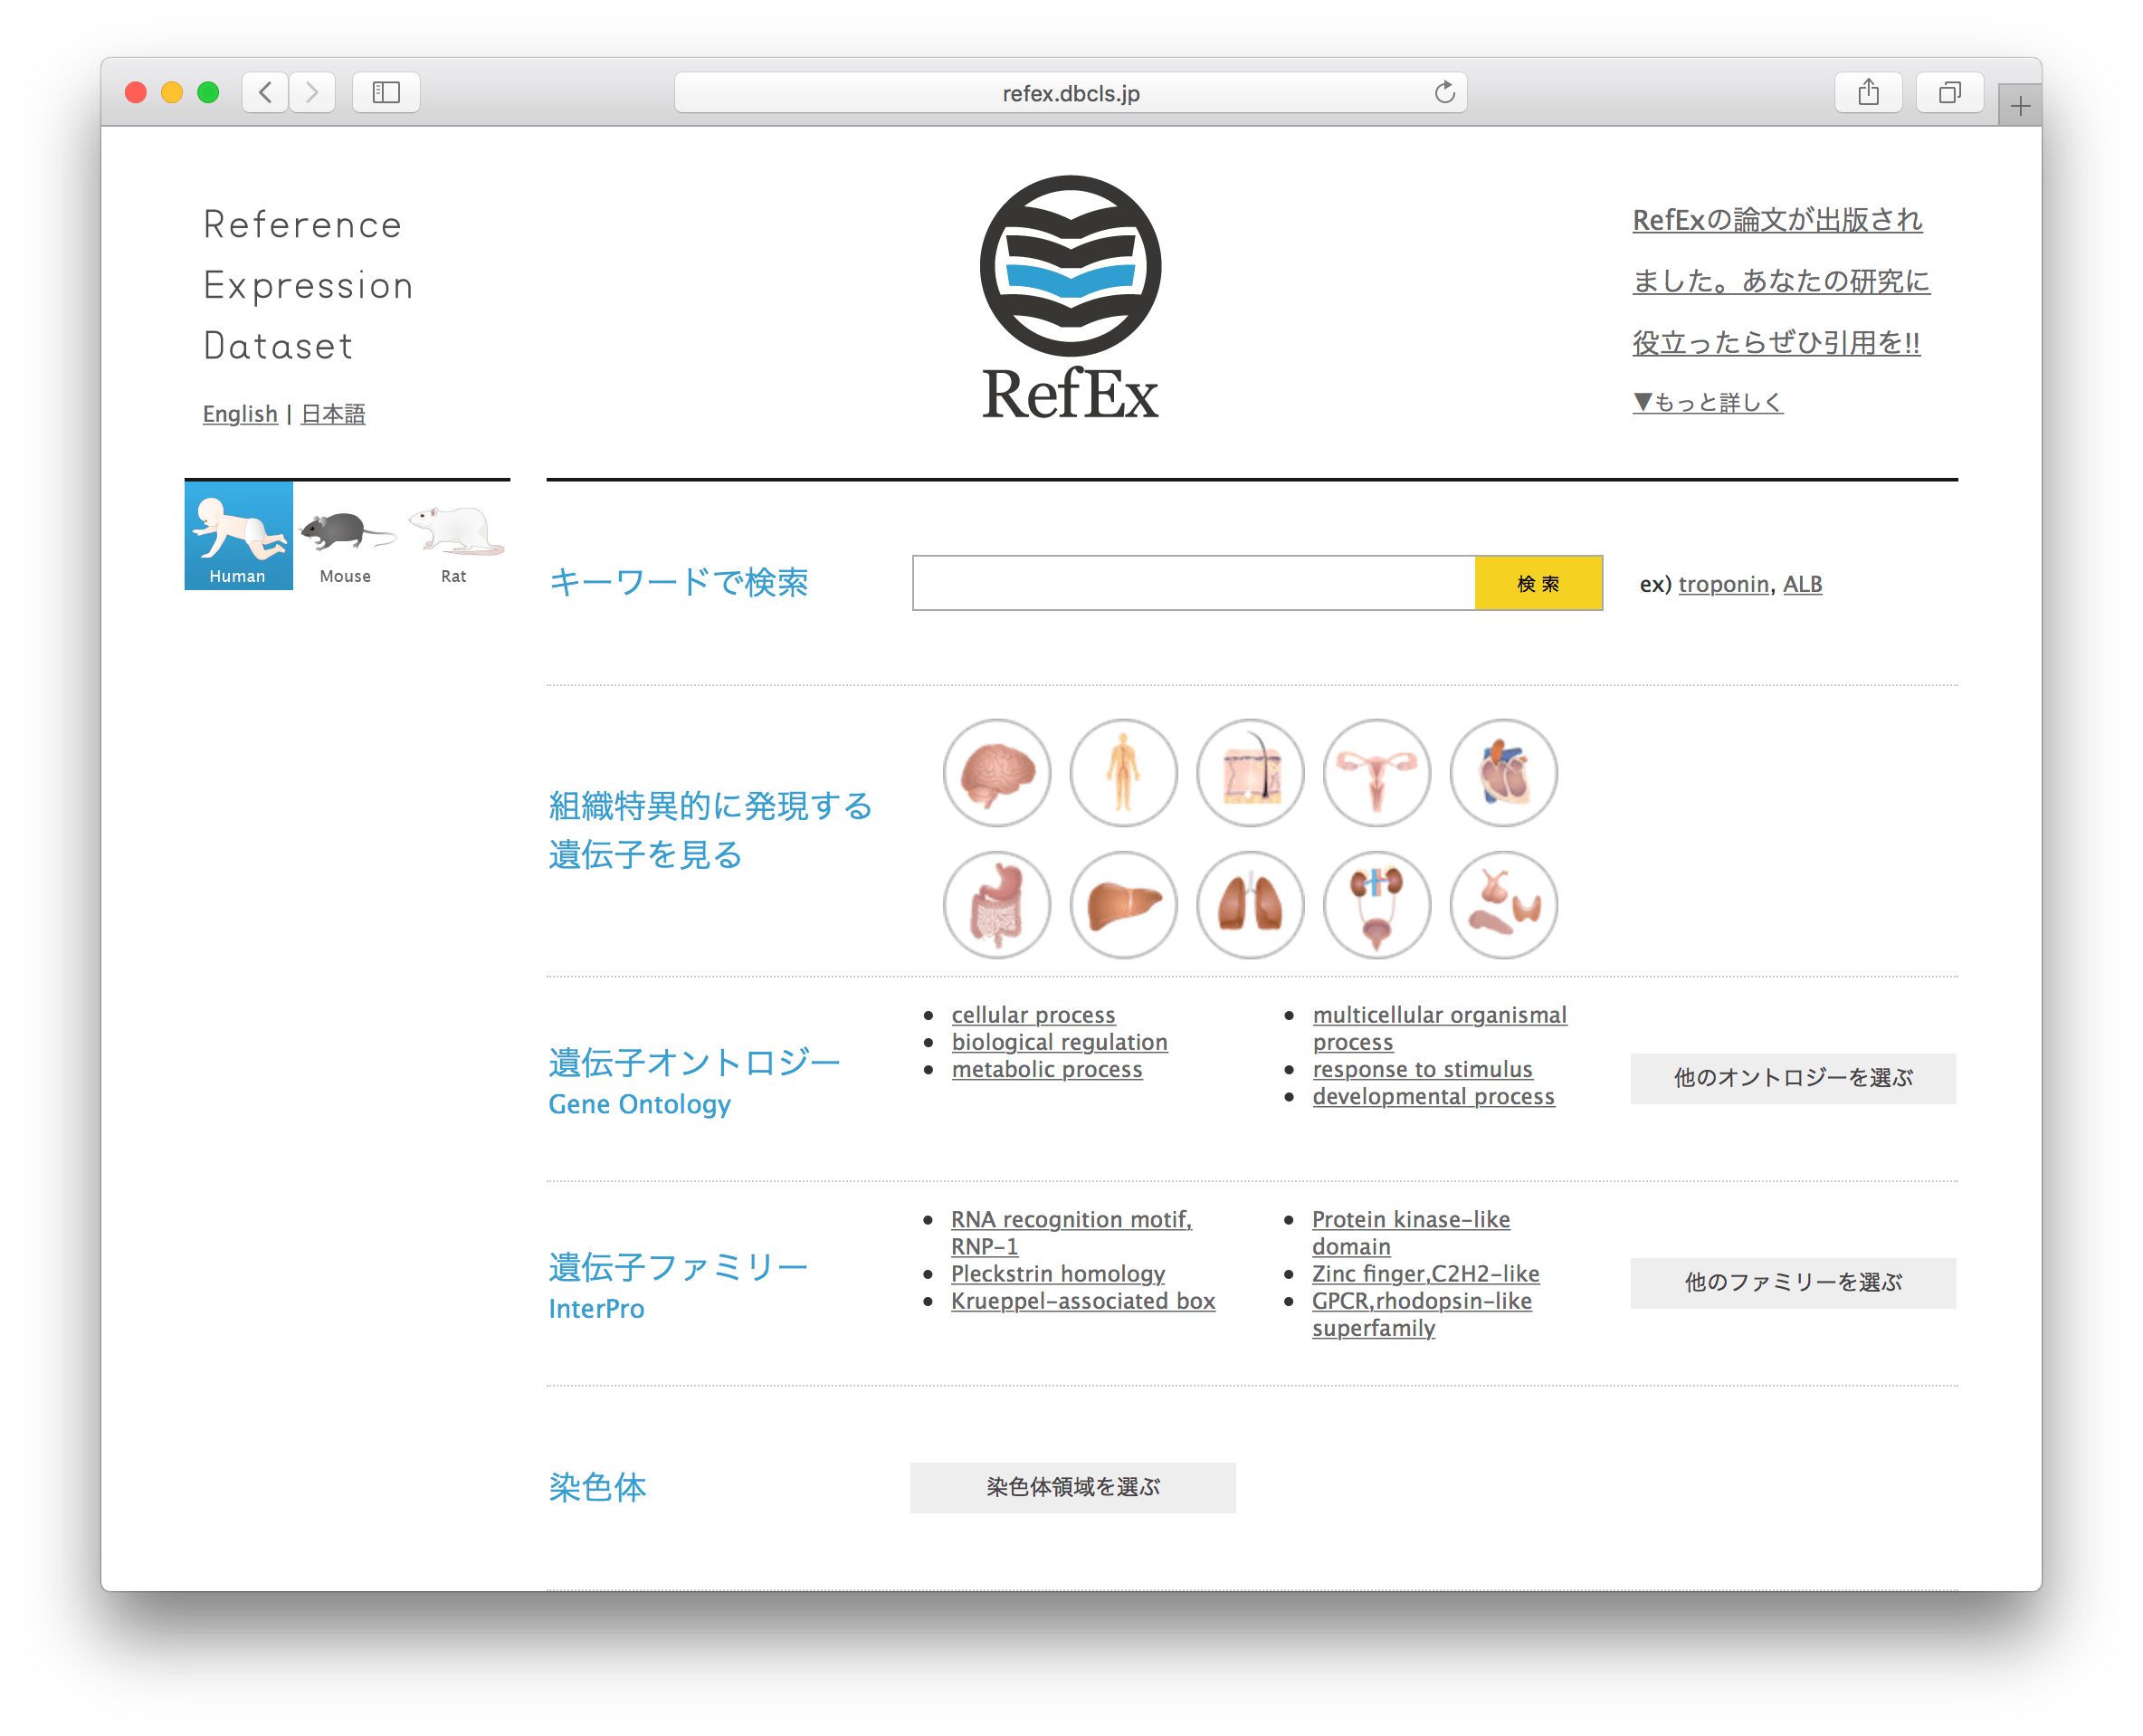 refex.dbcls.jp
Reference
Expression
Dataset
English | 日本語
RefEx
RefExの論文が出版され
ました。あなたの研究に
役立ったらぜひ引用を!!
▼もっと詳しく
Human
Mouse
Rat
キーワードで検索
検 索
ex) troponin, ALB
組織特異的に発現する
遺伝子を見る
遺伝子オントロジー
Gene Ontology
• cellular process
• biological regulation
• metabolic process
• multicellular organismal
process
• response to stimulus
• developmental process
他のオントロジーを選ぶ
遺伝子ファミリー
InterPro
• RNA recognition motif,
RNP-1
• Pleckstrin homology
• Krueppel-associated box
• Protein kinase-like
domain
• Zinc finger,C2H2-like
• GPCR,rhodopsin-like
superfamily
他のファミリーを選ぶ
染色体
染色体領域を選ぶ